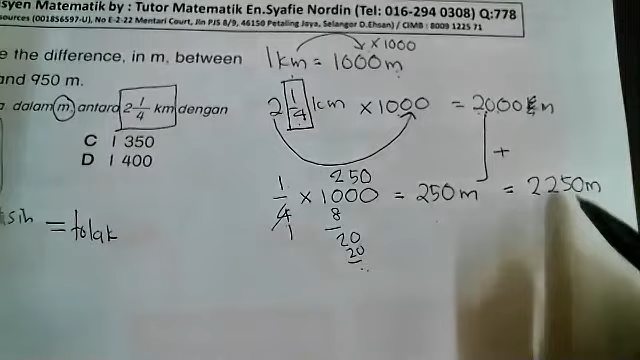 syen Matematik by : Tutor Matematik En.Syafie Nordin (Tel: 016-294 0308) Q:778
sources (001856597-U), No E-2-22 Mentari Court, Jln PJS 8/9, 46150 Petaling Jaya, Selangor D.Ehsan) / CIMB : 8009 1225 71
e the difference, in m, between
and 950 m.
dalam m, antara 2 1/4 km dengan
C 1 350
D 1 400
×1000
1km = 1000m
2 1/4 km ×1000 = 2000 m
+
250
1/4 × 1000 = 250m = 2250m
1
8
20
20
sih = tolak